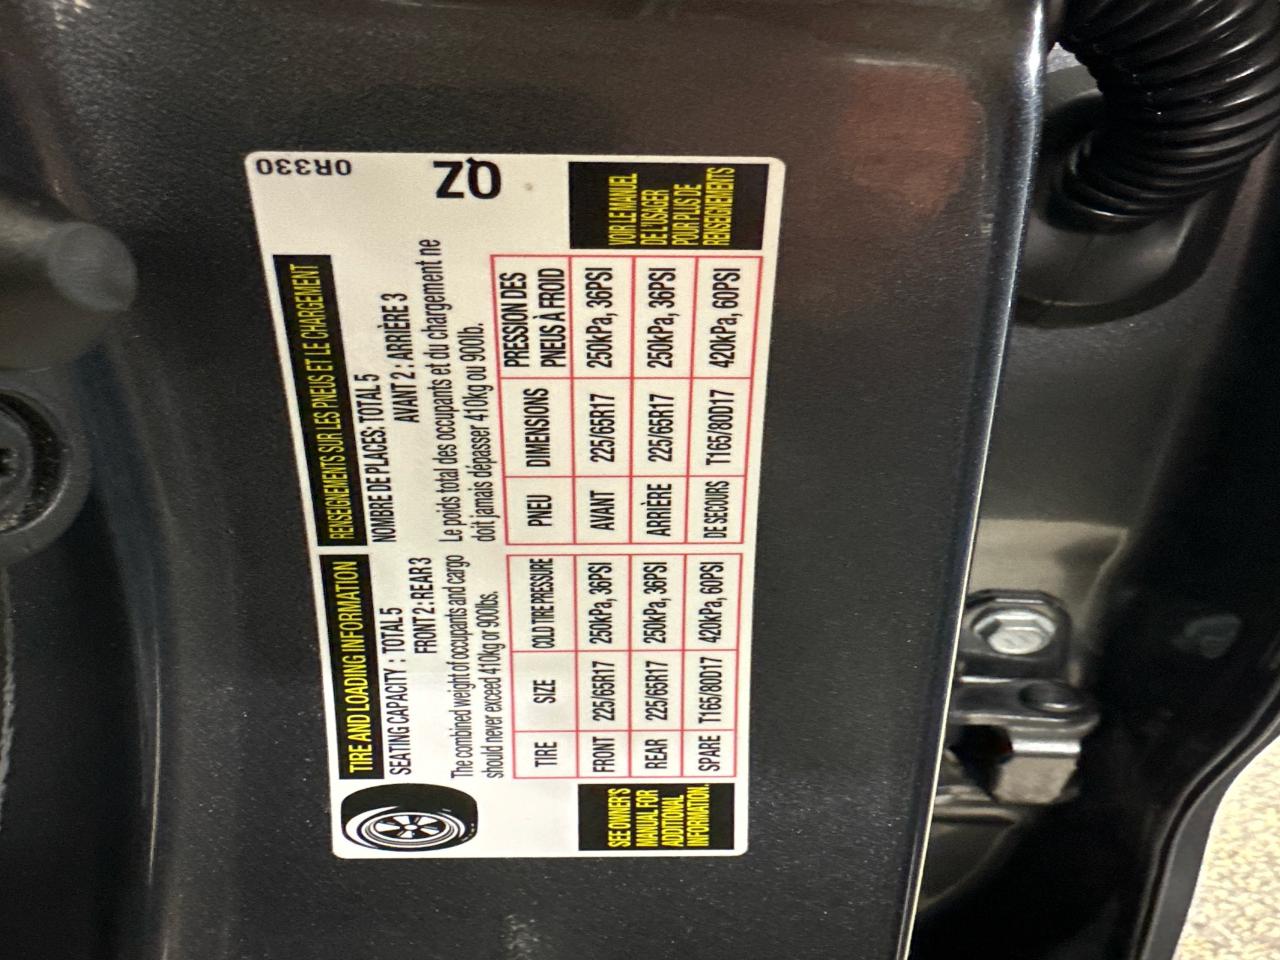 TIRE AND LOADING INFORMATION
SEATING CAPACITY : TOTAL 5
FRONT 2 : REAR 3
The combined weight of occupants and cargo
should never exceed 410kg or 900lbs.
TIRE SIZE COLD TIRE PRESSURE
FRONT 225/65R17 250kPa, 36PSI
REAR 225/65R17 250kPa, 36PSI
SPARE T165/80D17 420kPa, 60PSI
SEE OWNER'S
MANUAL FOR
ADDITIONAL
INFORMATION.
RENSEIGNEMENTS SUR LES PNEUS ET LE CHARGEMENT
NOMBRE DE PLACES: TOTAL 5
AVANT 2 : ARRIÈRE 3
Le poids total des occupants et du chargement ne
doit jamais dépasser 410kg ou 900lb.
PNEU DIMENSIONS PRESSION DES
PNEUS À FROID
AVANT 225/65R17 250kPa, 36PSI
ARRIÈRE 225/65R17 250kPa, 36PSI
DE SECOURS T165/80D17 420kPa, 60PSI
VOIR LE MANUEL
DE L'USAGER
POUR PLUS DE
RENSEIGNEMENTS
0R330
QZ